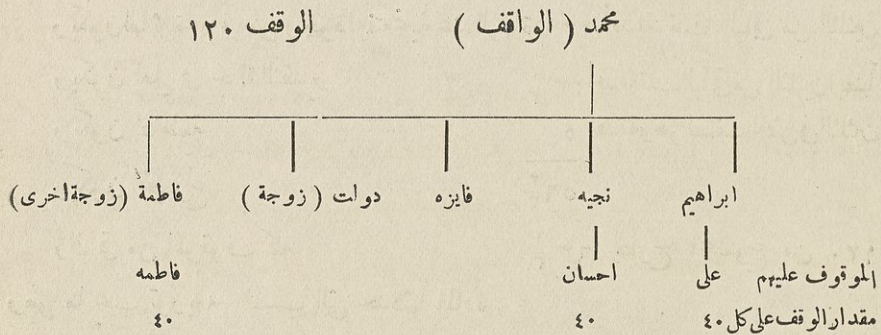 محمد ( الواقف )   الوقف ١٢٠
ابراهيم   نجيه   فايزه   دولت ( زوجة )   فاطمة (زوجة اخرى)
الموقوف عليهم   على   احسان   فاطمه
مقدار الوقف على كل ٤٠   ٤٠   ٤٠